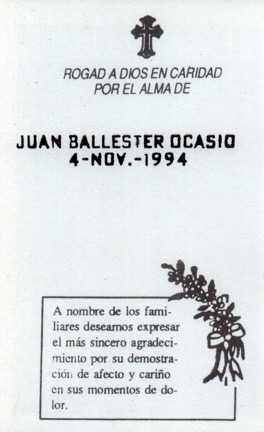 ROGAD A DIOS EN CARIDAD
POR EL ALMA DE
JUAN BALLESTER OCASIO
4-NOV.-1994
A nombre de los fami-
liares deseamos expresar
el más sincero agradeci-
miento por su demostra-
ción de afecto y cariño
en sus momentos de do-
lor.